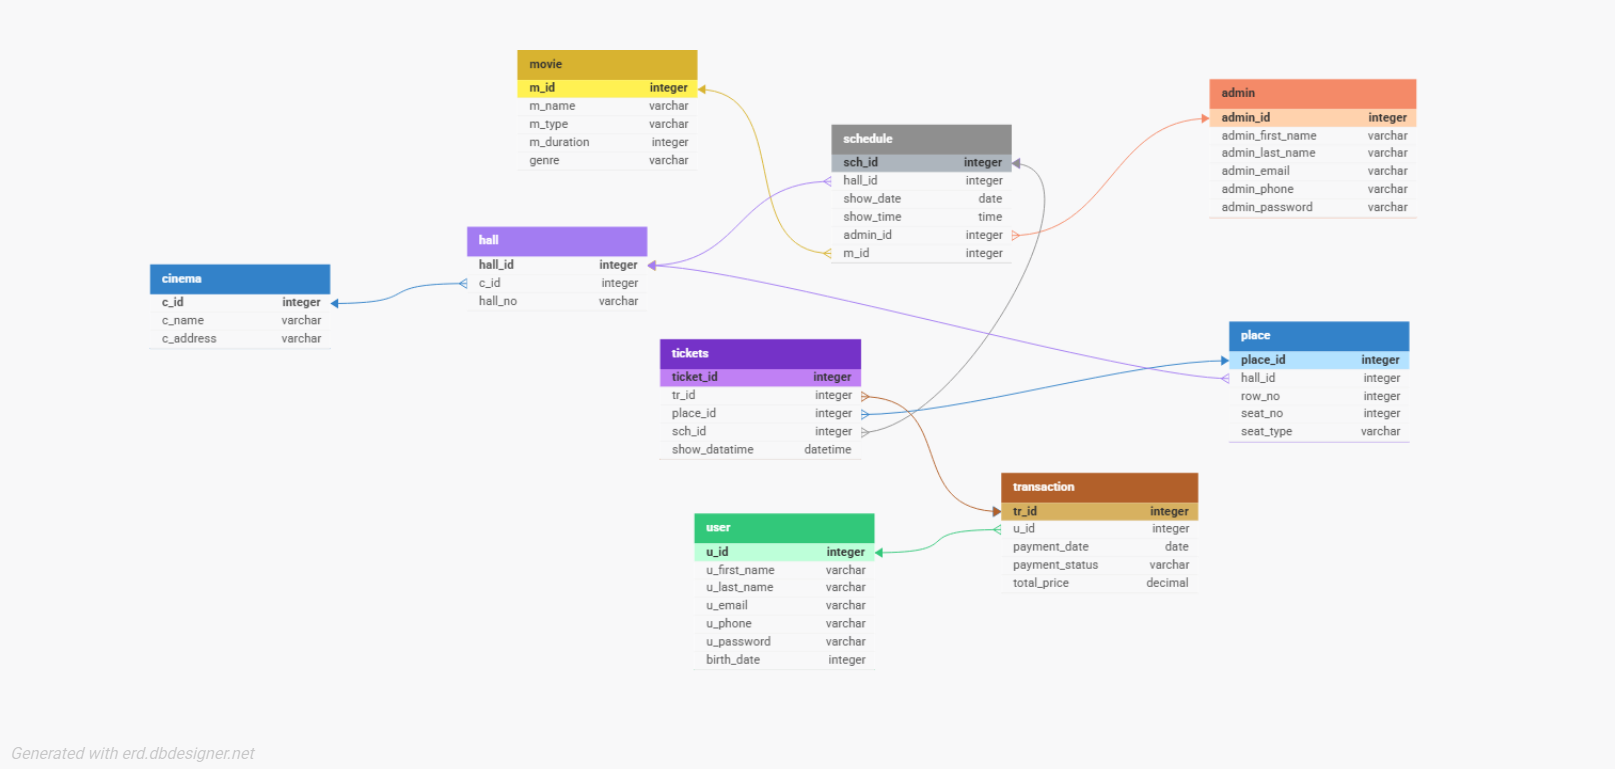 movie
m_id integer
m_name varchar
m_type varchar
m_duration integer
genre varchar
admin
admin_id integer
admin_first_name varchar
admin_last_name varchar
admin_email varchar
admin_phone varchar
admin_password varchar
schedule
sch_id integer
hall_id integer
show_date date
show_time time
admin_id integer
m_id integer
hall
hall_id integer
c_id integer
hall_no varchar
cinema
c_id integer
c_name varchar
c_address varchar
place
place_id integer
hall_id integer
row_no integer
seat_no integer
seat_type varchar
tickets
ticket_id integer
tr_id integer
place_id integer
sch_id integer
show_datatime datetime
transaction
tr_id integer
u_id integer
payment_date date
payment_status varchar
total_price decimal
user
u_id integer
u_first_name varchar
u_last_name varchar
u_email varchar
u_phone varchar
u_password varchar
birth_date integer
Generated with erd.dbdesigner.net